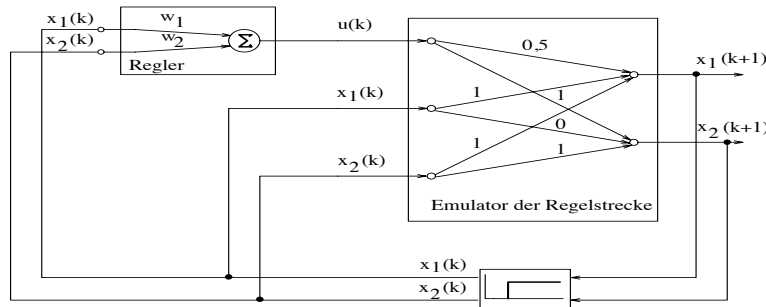 x1(k)
w1
x2(k)
w2
Σ
Regler
u(k)
0,5
x1(k+1)
x1(k)
1
1
0
x2(k+1)
x2(k)
1
1
Emulator der Regelstrecke
x1(k)
x2(k)